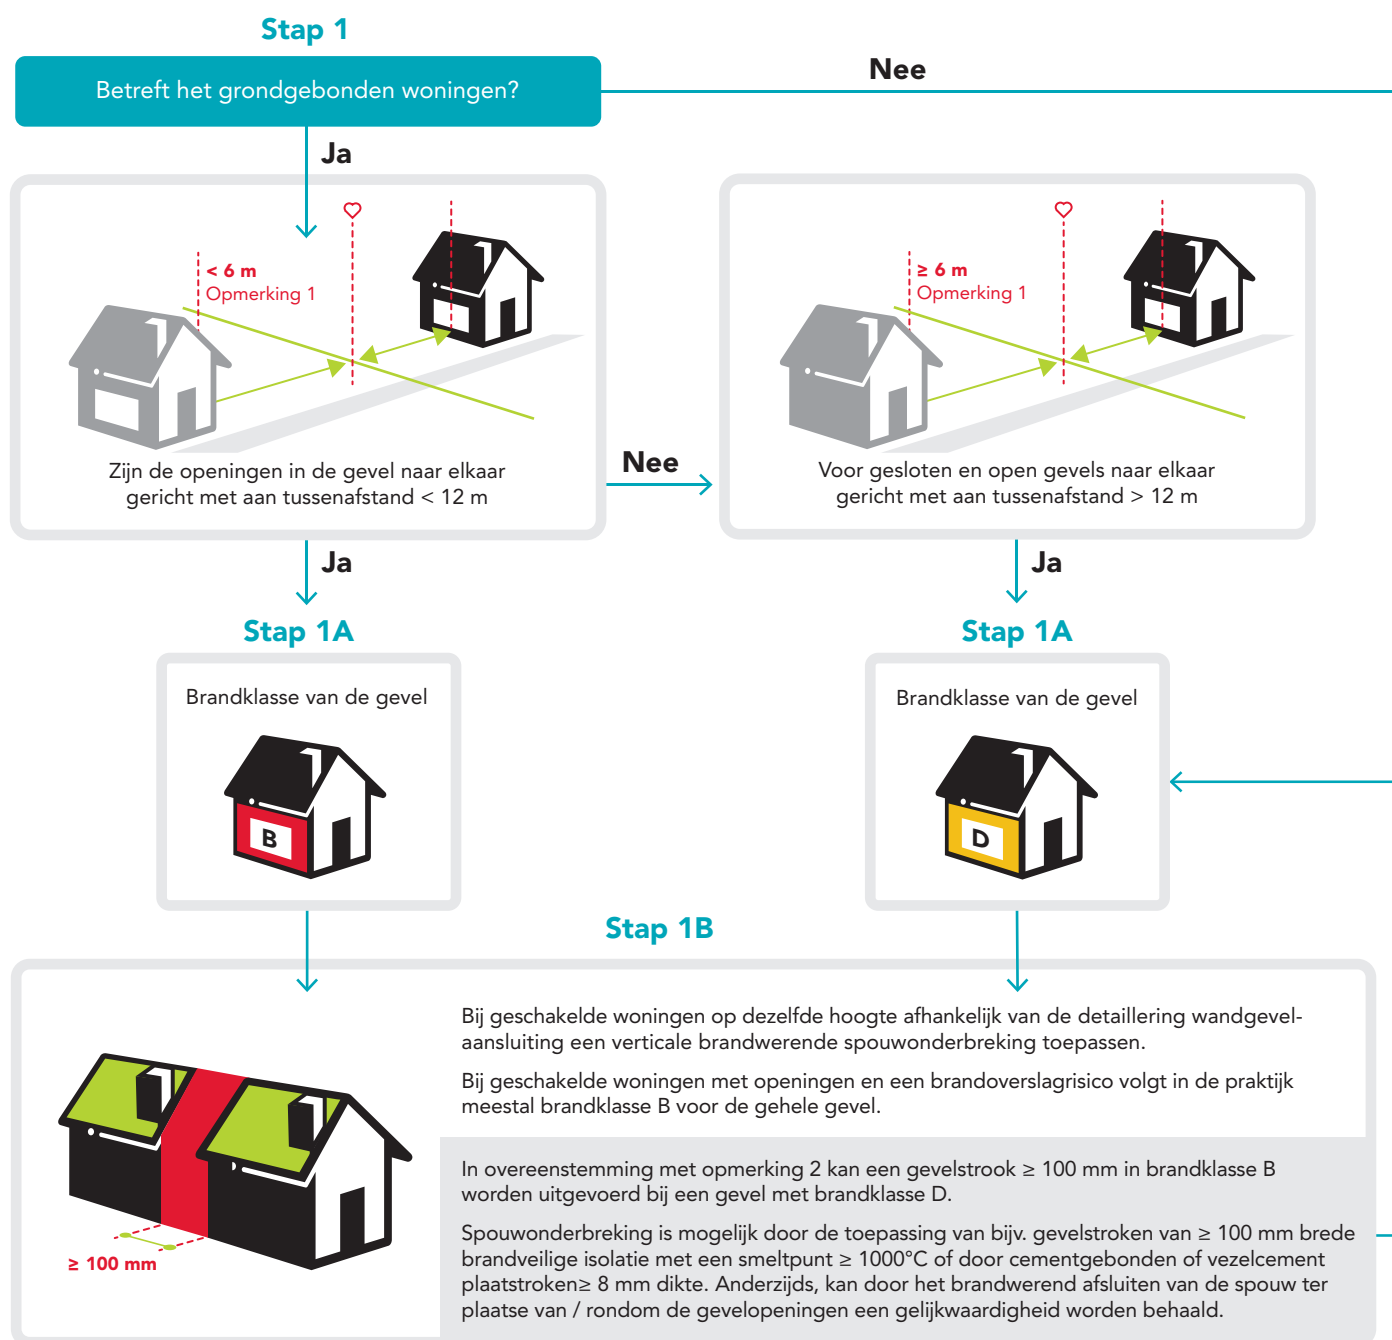 Stap 1
Betreft het grondgebonden woningen?
Nee
Ja
< 6 m
Opmerking 1
Zijn de openingen in de gevel naar elkaar
gericht met aan tussenafstand < 12 m
Nee
≥ 6 m
Opmerking 1
Voor gesloten en open gevels naar elkaar
gericht met aan tussenafstand > 12 m
Ja
Ja
Stap 1A
Stap 1A
Brandklasse van de gevel
B
Brandklasse van de gevel
D
Stap 1B
Bij geschakelde woningen op dezelfde hoogte afhankelijk van de detaillering wandgevel-
aansluiting een verticale brandwerende spouwonderbreking toepassen.
Bij geschakelde woningen met openingen en een brandoverslagrisico volgt in de praktijk
meestal brandklasse B voor de gehele gevel.
≥ 100 mm
In overeenstemming met opmerking 2 kan een gevelstrook ≥ 100 mm in brandklasse B
worden uitgevoerd bij een gevel met brandklasse D.
Spouwonderbreking is mogelijk door de toepassing van bijv. gevelstroken van ≥ 100 mm brede
brandveilige isolatie met een smeltpunt ≥ 1000°C of door cementgebonden of vezelcement
plaatstroken≥ 8 mm dikte. Anderzijds, kan door het brandwerend afsluiten van de spouw ter
plaatse van / rondom de gevelopeningen een gelijkwaardigheid worden behaald.